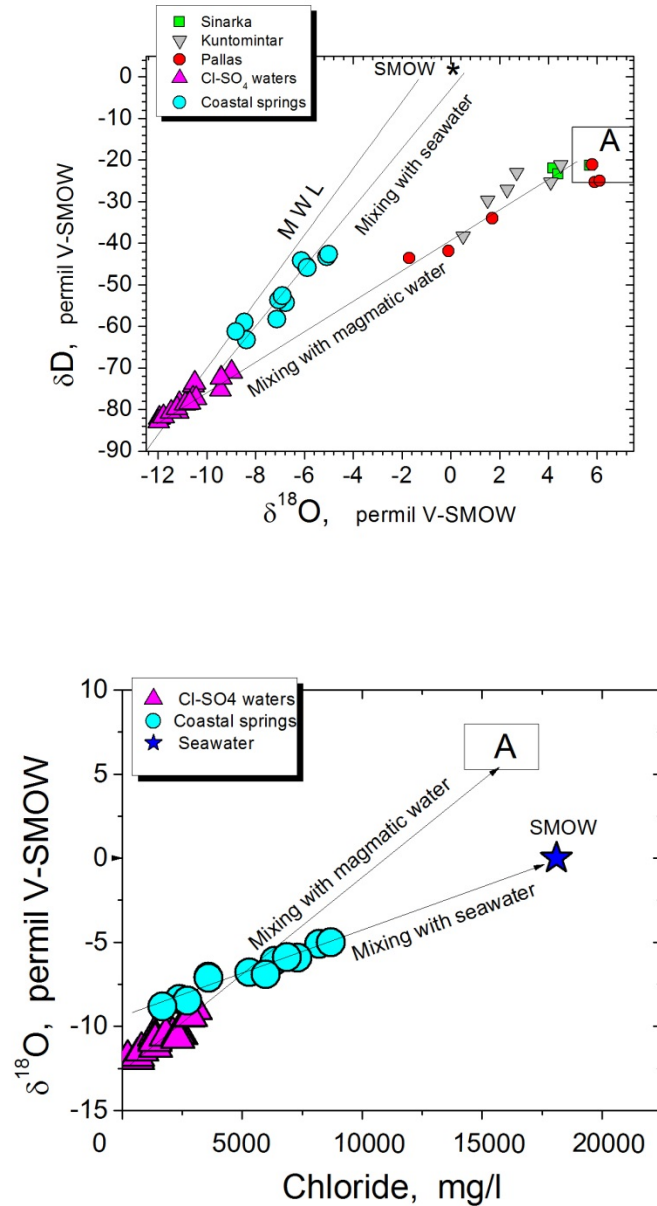 Sinarka
Kuntomintar
Pallas
Cl-SO₄ waters
Coastal springs
SMOW *
A
M W L
Mixing with seawater
Mixing with magmatic water
0
-10
-20
-30
-40
-50
-60
-70
-80
-90
δD, permil V-SMOW
-12 -10 -8 -6 -4 -2 0 2 4 6
δ¹⁸O, permil V-SMOW
Cl-SO4 waters
Coastal springs
Seawater
A
SMOW
Mixing with magmatic water
Mixing with seawater
10
5
0
-5
-10
-15
δ¹⁸O, permil V-SMOW
0 5000 10000 15000 20000
Chloride, mg/l